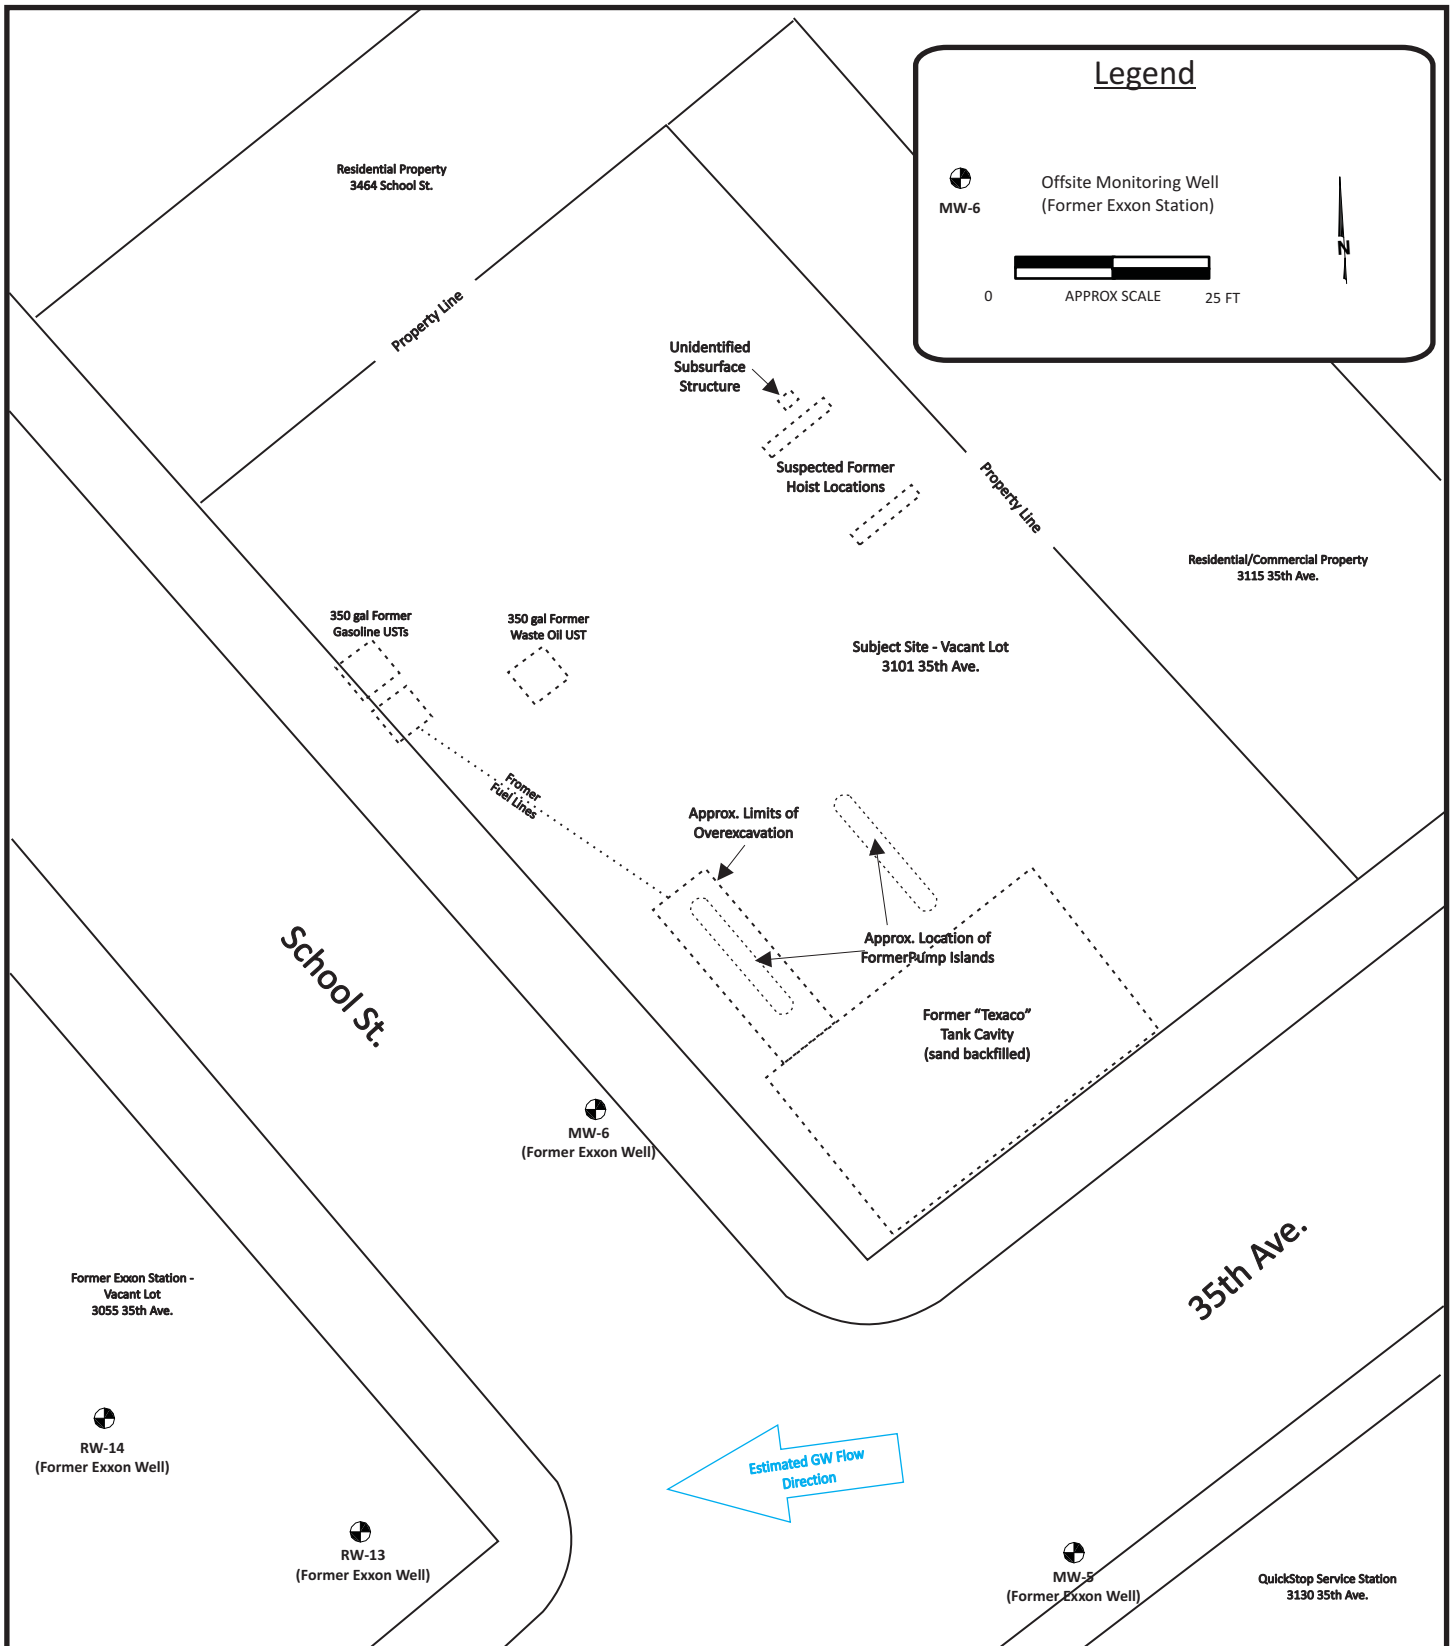 Legend
Residential Property
3464 School St.
MW-6
Offsite Monitoring Well
(Former Exxon Station)
N
0
APPROX SCALE
25 FT
Property Line
Unidentified
Subsurface
Structure
Suspected Former
Hoist Locations
Property Line
Residential/Commercial Property
3115 35th Ave.
350 gal Former
Gasoline USTs
350 gal Former
Waste Oil UST
Subject Site - Vacant Lot
3101 35th Ave.
Fromer
Fuel Lines
Approx. Limits of
Overexcavation
Approx. Location of
FormerPump Islands
School St.
Former “Texaco”
Tank Cavity
(sand backfilled)
MW-6
(Former Exxon Well)
35th Ave.
Former Exxon Station -
Vacant Lot
3055 35th Ave.
RW-14
(Former Exxon Well)
Estimated GW Flow
Direction
RW-13
(Former Exxon Well)
MW-5
(Former Exxon Well)
QuickStop Service Station
3130 35th Ave.